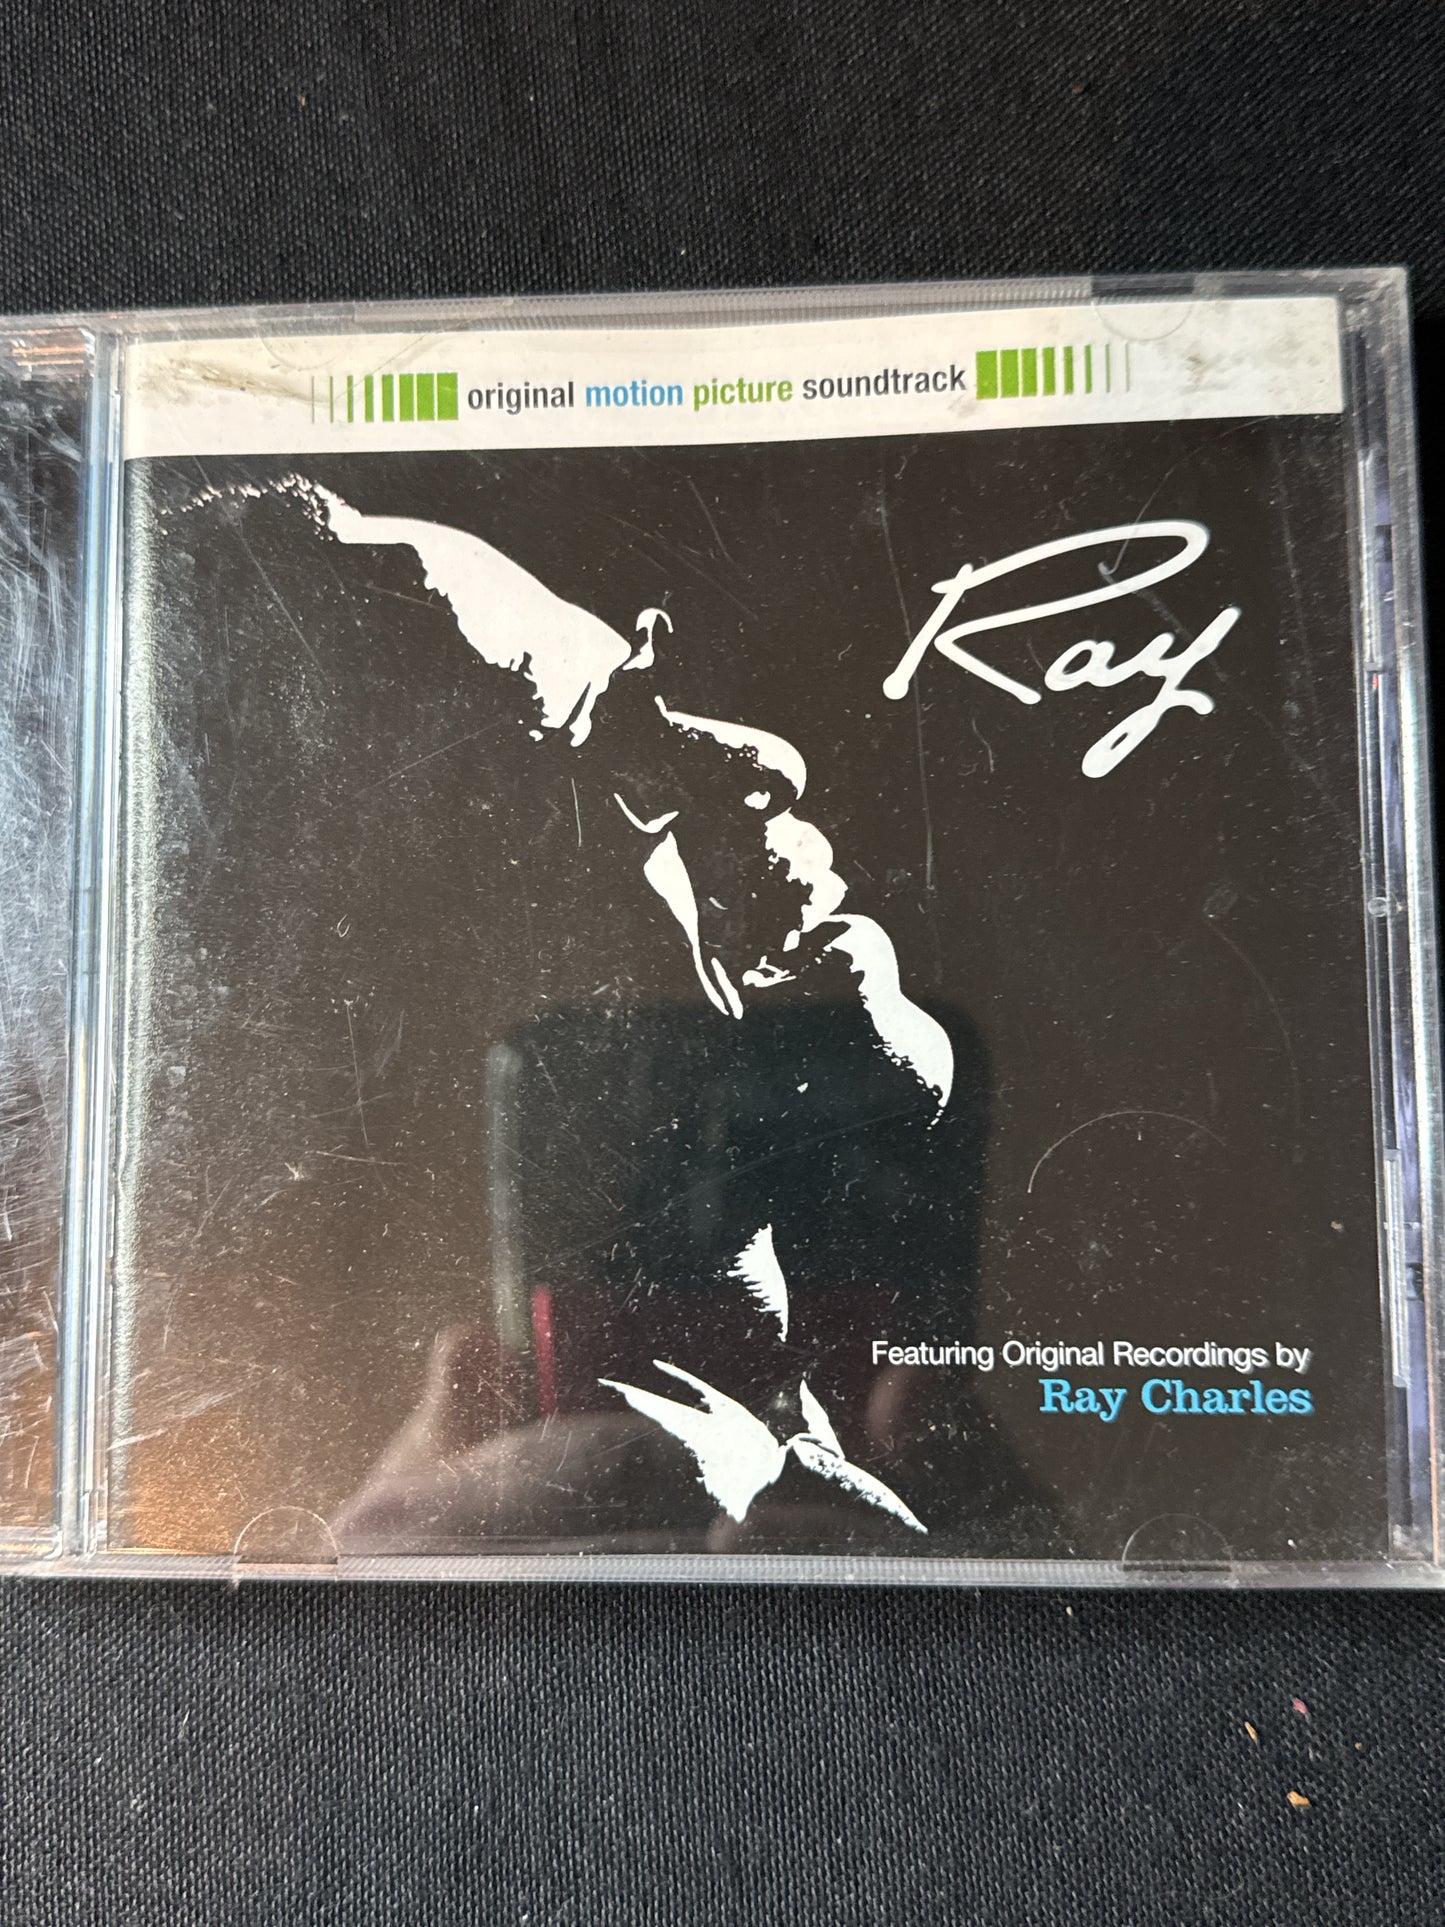 original motion picture soundtrack
Ray
Featuring Original Recordings by
Ray Charles